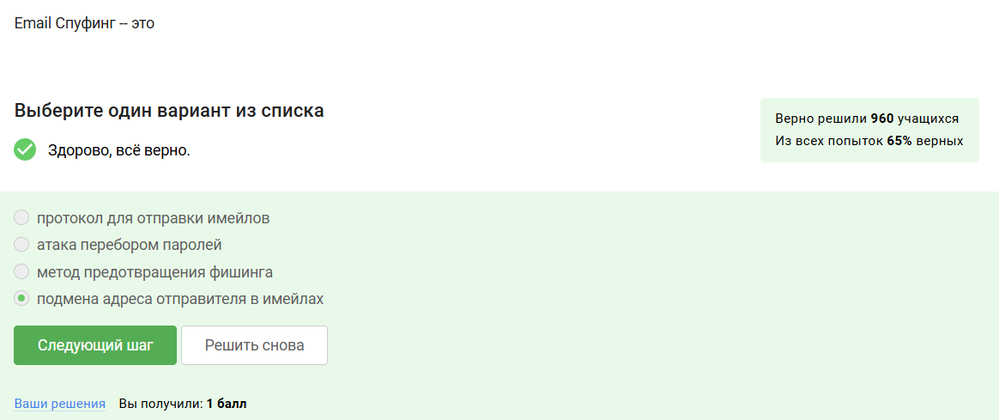 Email Спуфинг -- это
Выберите один вариант из списка
Здорово, всё верно.
Верно решили 960 учащихся
Из всех попыток 65% верных
протокол для отправки имейлов
атака перебором паролей
метод предотвращения фишинга
подмена адреса отправителя в имейлах
Следующий шаг
Решить снова
Ваши решения
Вы получили: 1 балл